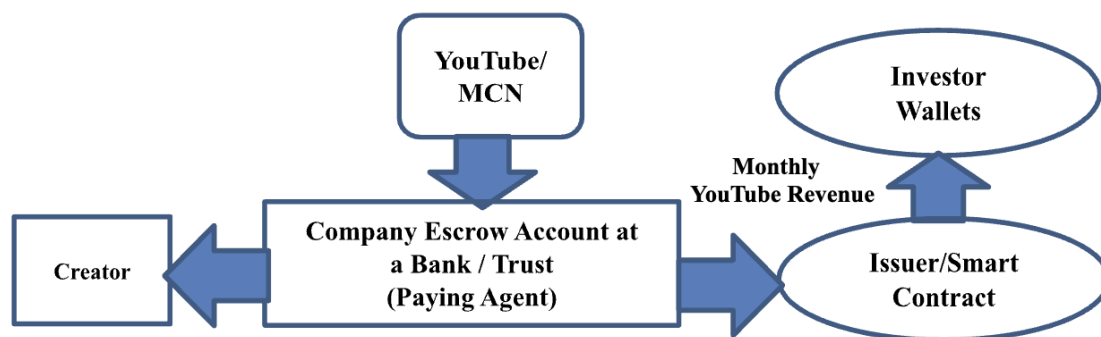 YouTube/
MCN
Investor
Wallets
Monthly
YouTube Revenue
Creator
Company Escrow Account at
a Bank / Trust
(Paying Agent)
Issuer/Smart
Contract